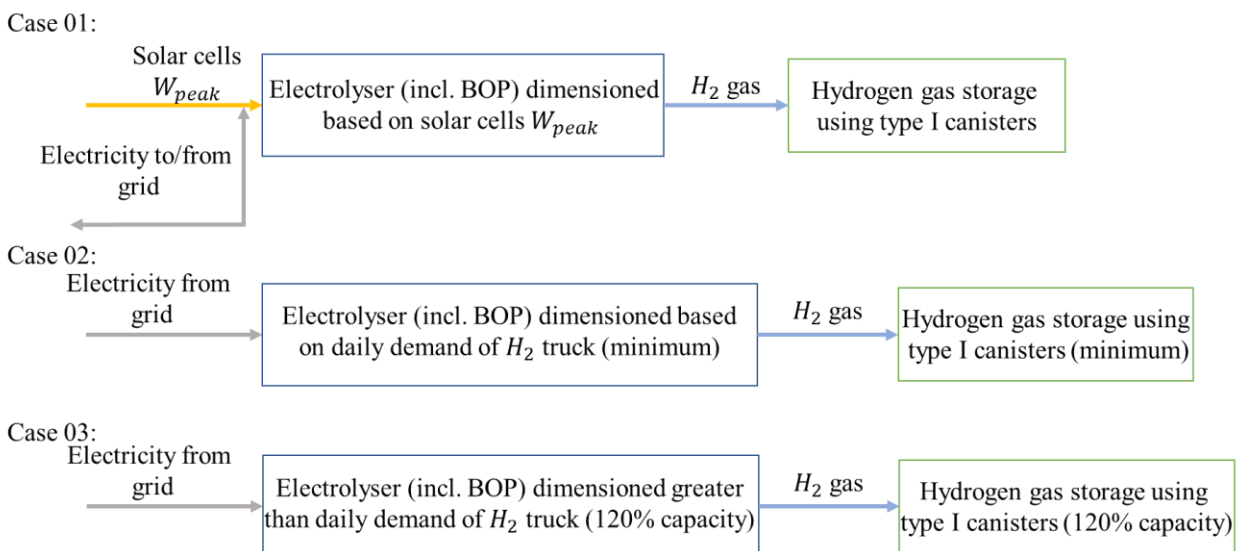 Case 01:
Solar cells
W_peak
Electrolyser (incl. BOP) dimensioned
based on solar cells W_peak
H_2 gas
Hydrogen gas storage
using type I canisters
Electricity to/from
grid
Case 02:
Electricity from
grid
Electrolyser (incl. BOP) dimensioned based
on daily demand of H_2 truck (minimum)
H_2 gas
Hydrogen gas storage using
type I canisters (minimum)
Case 03:
Electricity from
grid
Electrolyser (incl. BOP) dimensioned greater
than daily demand of H_2 truck (120% capacity)
H_2 gas
Hydrogen gas storage using
type I canisters (120% capacity)